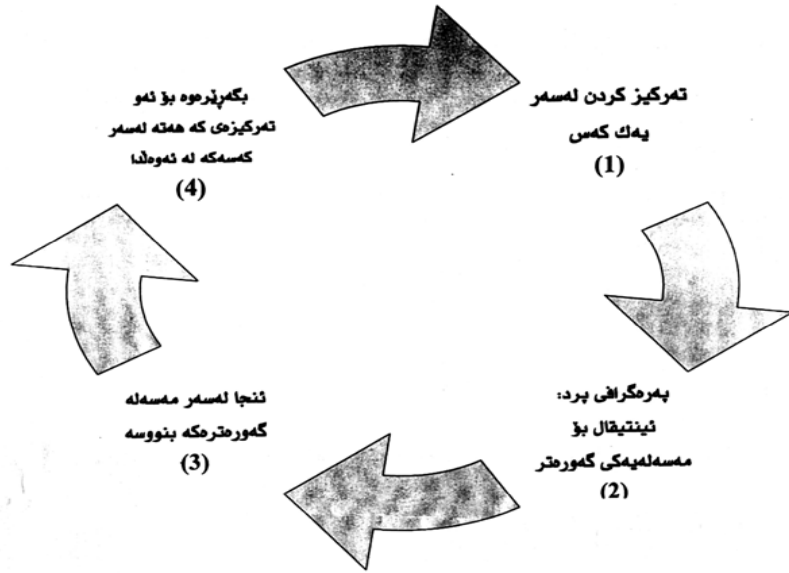 تەرکیز کردن لەسەر
یەك کەس
(1)
پەرەگرافی پرد:
ئینتیقال بۆ
مەسەلەیەکی گەورەتر
(2)
ئنجا لەسەر مەسەلە
گەورەترەکە بنووسە
(3)
بگەڕێرەوە بۆ ئەو
تەرکیزەی کە هەتە لەسەر
کەسەکە لە ئەوەڵدا
(4)